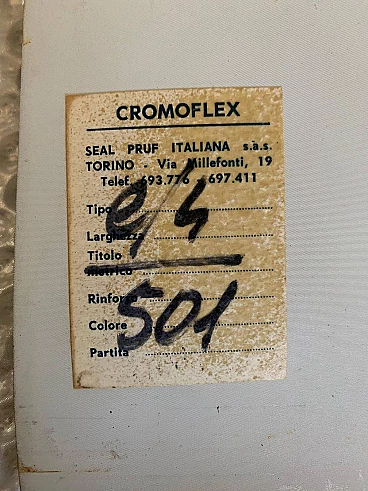 CROMOFLEX
SEAL PRUF ITALIANA s.a.s.
TORINO - Via Millefonti, 19
Telef. 693.776 - 697.411
Tipo
Larghezza
Titolo
metrico
Rinforzo
Colore
Partita
501